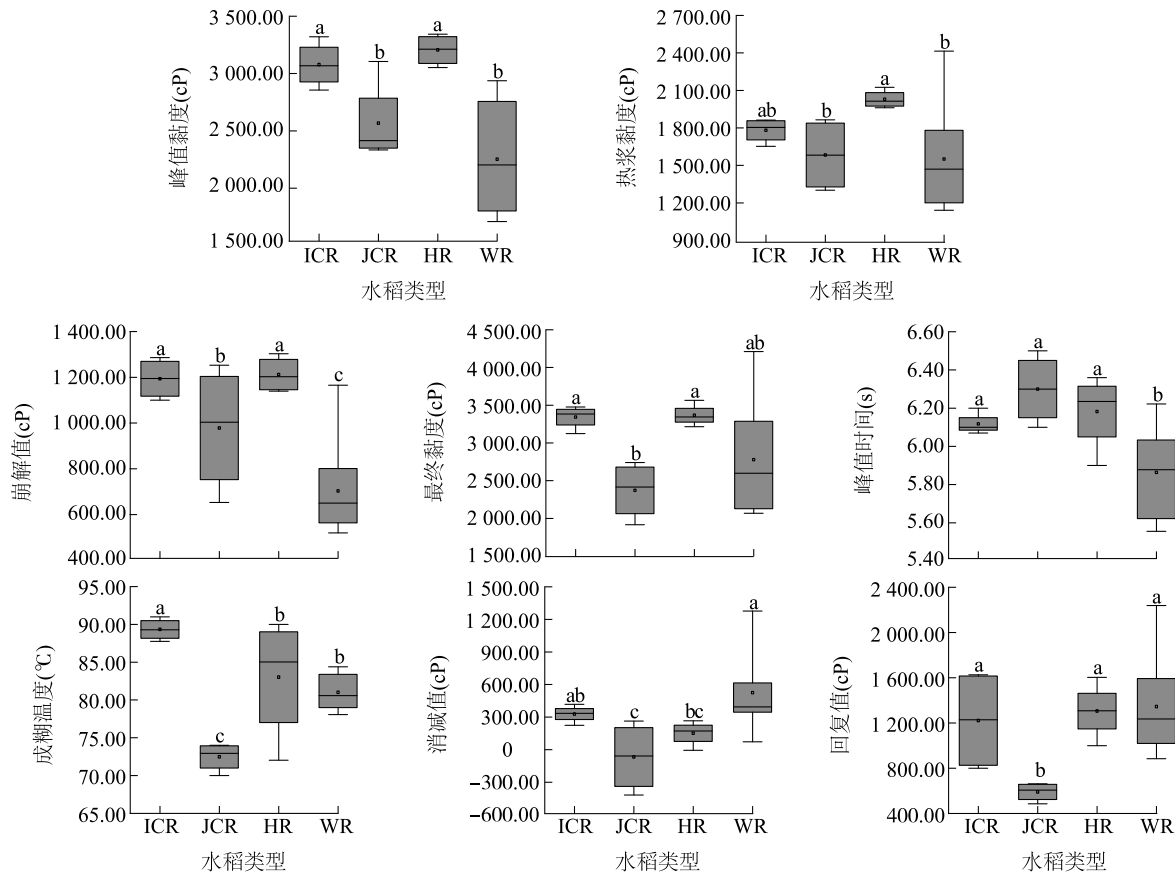 峰值黏度(cP)
3 500.00
3 000.00
2 500.00
2 000.00
1 500.00
a
b
a
b
ICR JCR HR WR
水稻类型
热浆黏度(cP)
2 700.00
2 400.00
2 100.00
1 800.00
1 500.00
1 200.00
900.00
ab
b
a
b
ICR JCR HR WR
水稻类型
崩解值(cP)
1 400.00
1 200.00
1 000.00
800.00
600.00
400.00
a
b
a
c
最终黏度(cP)
4 500.00
4 000.00
3 500.00
3 000.00
2 500.00
2 000.00
1 500.00
a
b
a
ab
峰值时间(s)
6.60
6.40
6.20
6.00
5.80
5.60
5.40
a
a
a
b
成糊温度(℃)
95.00
90.00
85.00
80.00
75.00
70.00
65.00
a
c
b
b
ICR JCR HR WR
水稻类型
消减值(cP)
1 500.00
1 200.00
900.00
600.00
300.00
0
−300.00
−600.00
ab
c
bc
a
ICR JCR HR WR
水稻类型
回复值(cP)
2 400.00
2 000.00
1 600.00
1 200.00
800.00
400.00
a
b
a
a
ICR JCR HR WR
水稻类型